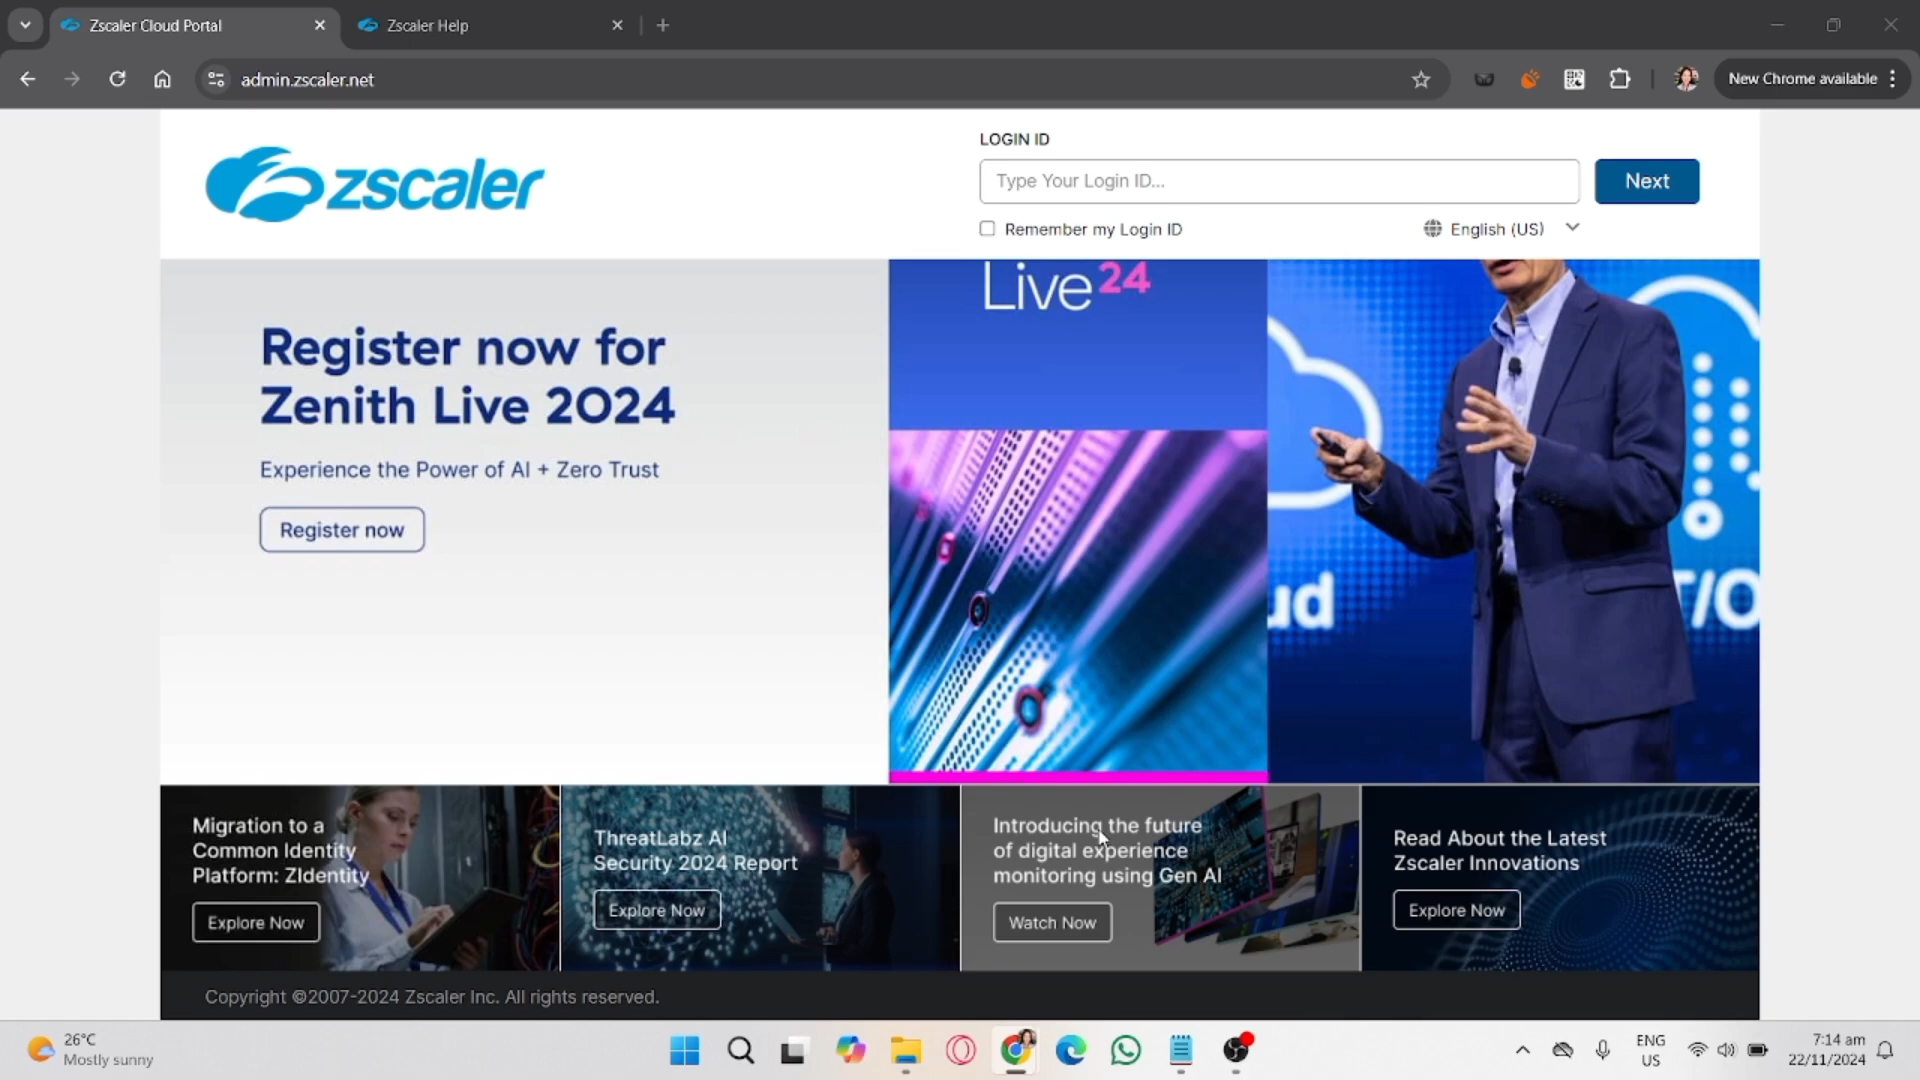 Zscaler Cloud Portal
Zscaler Help
admin.zscaler.net
New Chrome available
zscaler
LOGIN ID
Type Your Login ID...
Next
Remember my Login ID
English (US)
Register now for
Zenith Live 2024
Experience the Power of AI + Zero Trust
Register now
Live24
ud
T/O
Migration to a
Common Identity
Platform: ZIdentity
Explore Now
ThreatLabz AI
Security 2024 Report
Explore Now
Introducing the future
of digital experience
monitoring using Gen AI
Watch Now
Read About the Latest
Zscaler Innovations
Explore Now
Copyright ©2007-2024 Zscaler Inc. All rights reserved.
26°C
Mostly sunny
ENG
US
7:14 am
22/11/2024